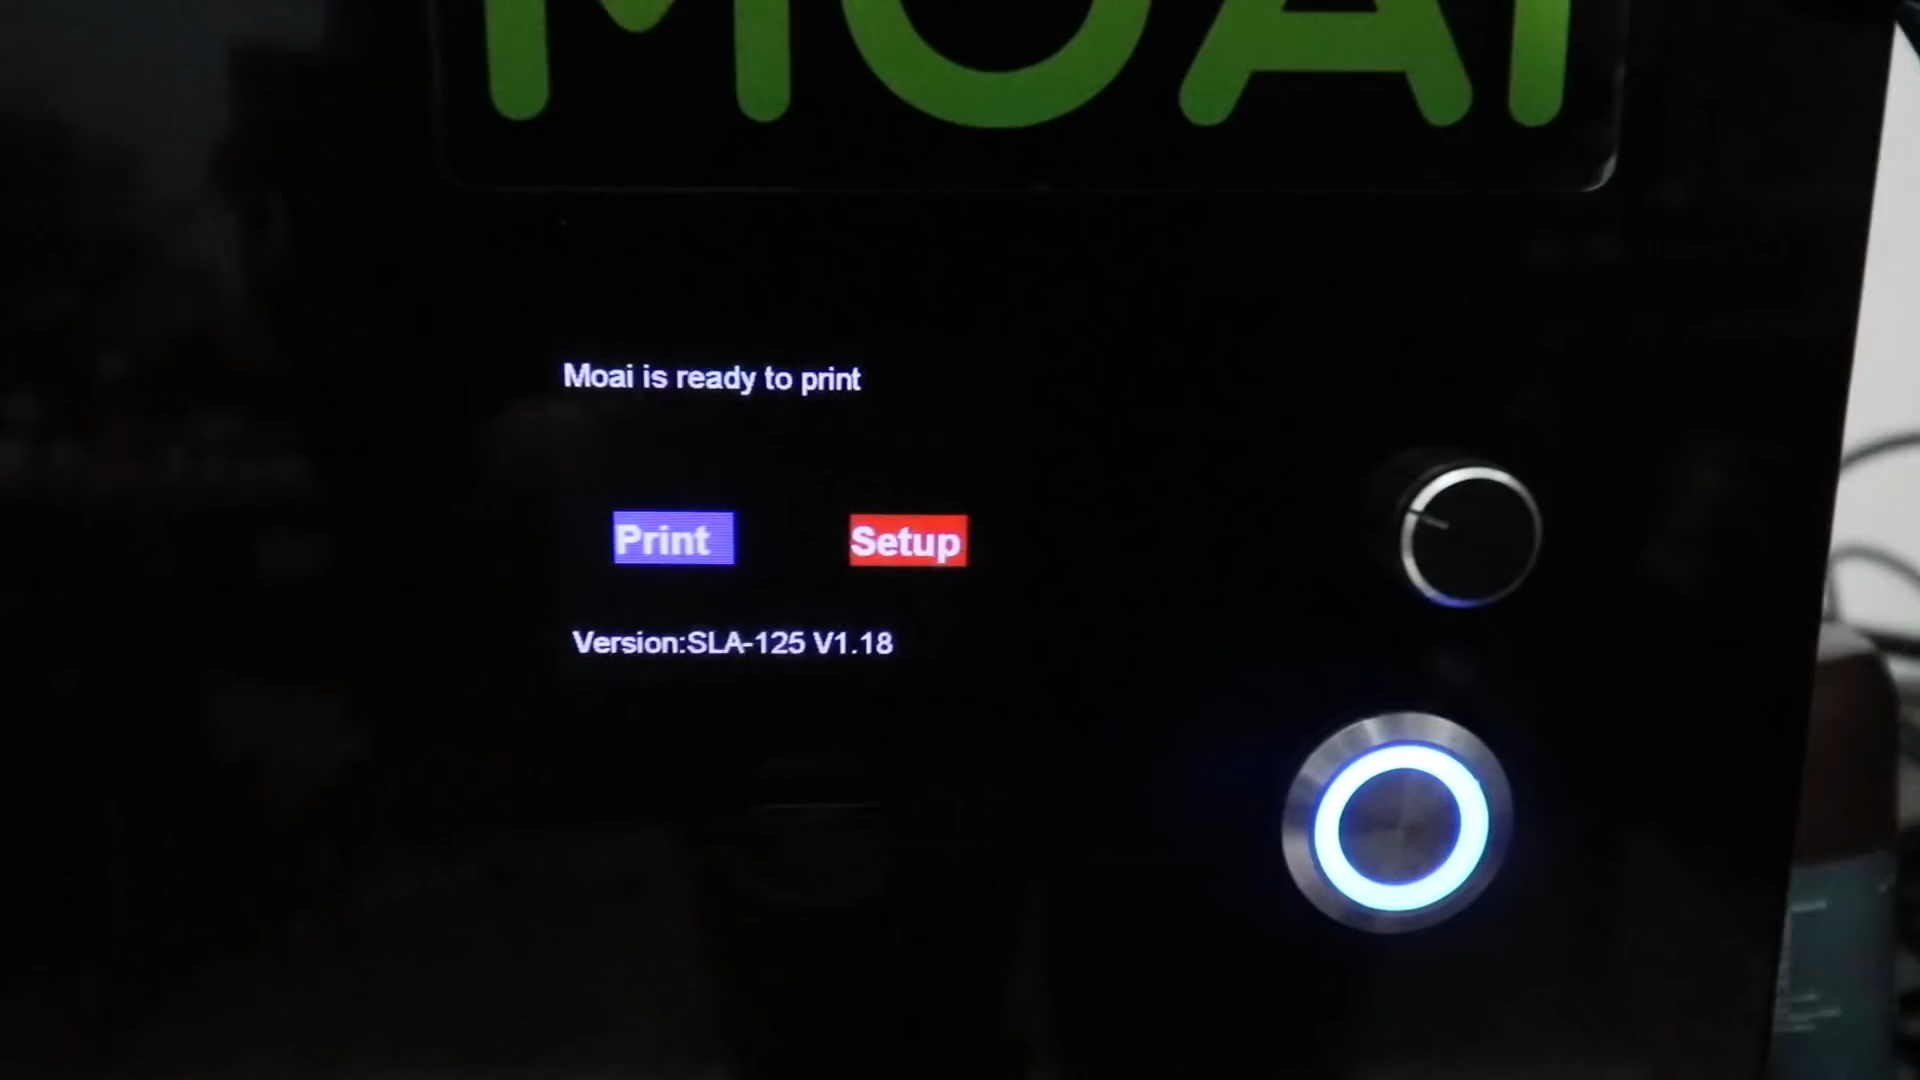 MOAI
Moai is ready to print
Print Setup
Version:SLA-125 V1.18